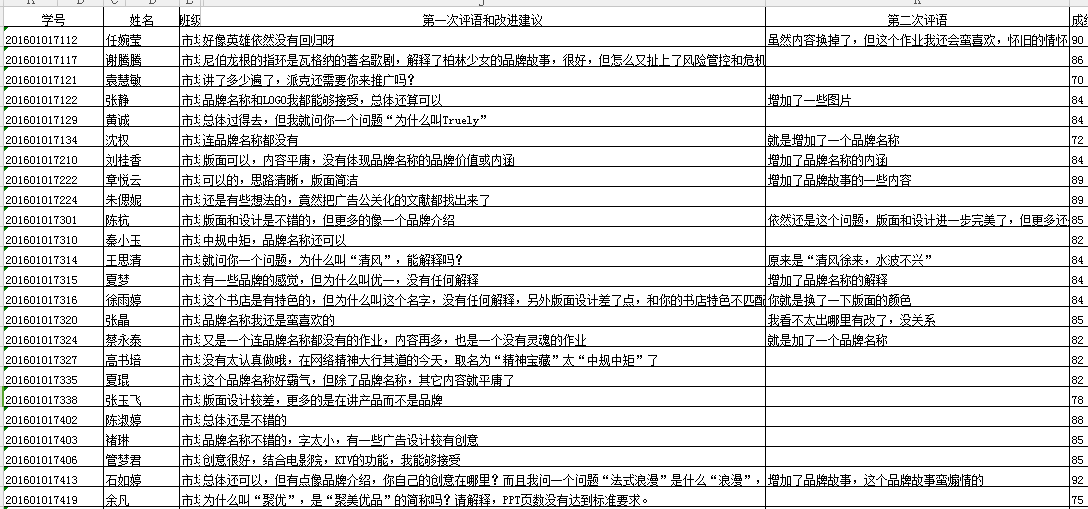 学号 姓名 班级 第一次评语和改进建议 第二次评语 成绩
201601017112 任婉莹 市场 好像英雄依然没有回归呀 虽然内容换掉了，但这个作业我还会蛮喜欢，怀旧的情怀 90
201601017117 谢腾腾 市场 尼伯龙根的指环是瓦格纳的著名歌剧，解释了柏林少女的品牌故事，很好，但怎么又扯上了风险管控和危机 86
201601017121 袁慧敏 市场 讲了多少遍了，派克还需要你来推广吗？ 70
201601017122 张静 市场 品牌名称和LOGO我都能够接受，总体还算可以 增加了一些图片 84
201601017129 黄诚 市场 总体过得去，但我就问你一个问题“为什么叫Truely” 84
201601017134 沈权 市场 连品牌名称都没有 就是增加了一个品牌名称 72
201601017210 刘桂香 市场 版面可以，内容平庸，没有体现品牌名称的品牌价值或内涵 增加了品牌名称的内涵 84
201601017222 章悦云 市场 可以的，思路清晰，版面简洁 增加了品牌故事的一些内容 89
201601017224 朱偲妮 市场 还是有些想法的，竟然把广告公关化的文献都找出来了 89
201601017301 陈杭 市场 版面和设计是不错的，但更多的像一个品牌介绍 依然还是这个问题，版面和设计进一步完美了，但更多还 85
201601017310 秦小玉 市场 中规中矩，品牌名称还可以 82
201601017314 王思清 市场 就问你一个问题，为什么叫“清风”，能解释吗？ 原来是“清风徐来，水波不兴” 84
201601017315 夏梦 市场 有一些品牌的感觉，但为什么叫优一，没有任何解释 增加了品牌名称的解释 84
201601017316 徐雨婷 市场 这个书店是有特色的，但为什么叫这个名字，没有任何解释，另外版面设计差了点，和你的书店特色不匹配 你就是换了一下版面的颜色 84
201601017320 张晶 市场 品牌名称我还是蛮喜欢的 我看不太出哪里有改了，没关系 85
201601017324 蔡永泰 市场 又是一个连品牌名称都没有的作业，内容再多，也是一个没有灵魂的作业 就是加了一个品牌名称 82
201601017327 高书培 市场 没有太认真做哦，在网络精神大行其道的今天，取名为“精神宝藏”太“中规中矩”了 82
201601017335 夏琨 市场 这个品牌名称好霸气，但除了品牌名称，其它内容就平庸了 82
201601017338 张玉飞 市场 版面设计较差，更多的是在讲产品而不是品牌 78
201601017402 陈淑婷 市场 总体还是不错的 88
201601017403 褚琳 市场 品牌名称不错的，字太小，有一些广告设计较有创意 85
201601017406 管梦君 市场 创意很好，结合电影院，KTV的功能，我能够接受 85
201601017413 石如婷 市场 总体还可以，但有点像品牌介绍，你自己的创意在哪里？而且我问一个问题“法式浪漫”是什么“浪漫”， 增加了品牌故事，这个品牌故事蛮煽情的 92
201601017419 余凡 市场 为什么叫“聚优”，是“聚美优品”的简称吗？请解释，PPT页数没有达到标准要求。 75